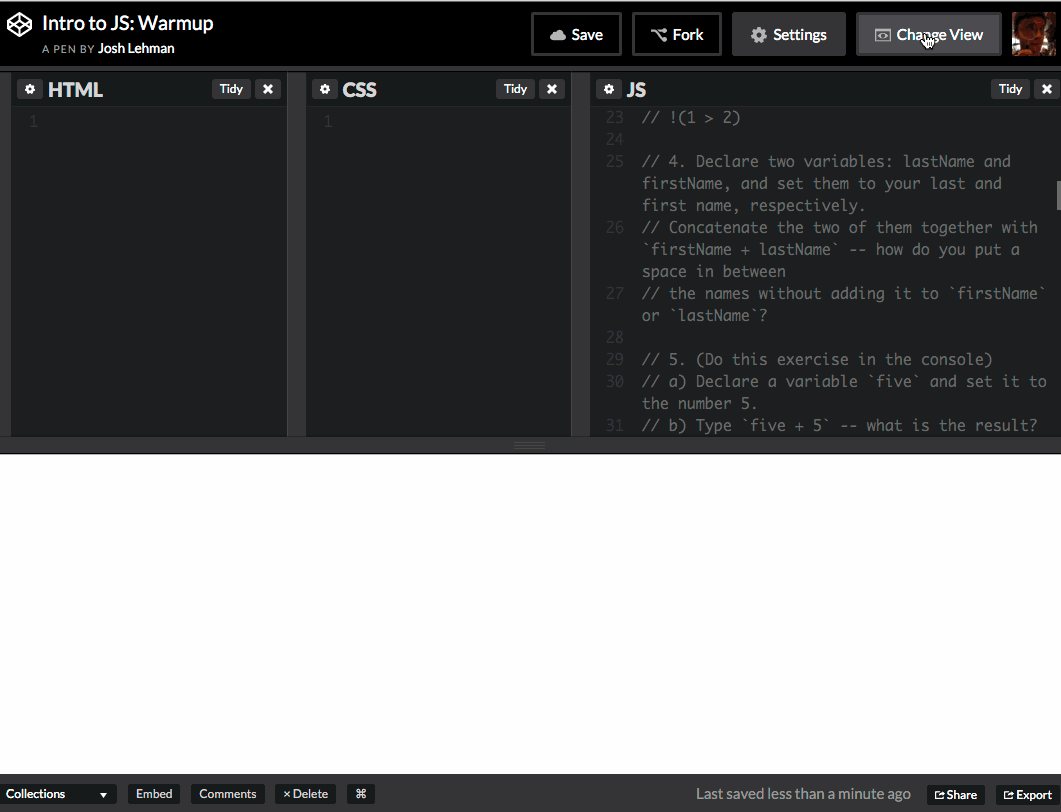 Intro to JS: Warmup
A PEN BY Josh Lehman
Save
Fork
Settings
Change View
HTML
Tidy
CSS
Tidy
JS
Tidy
1
1
23 // !(1 > 2)
24
25 // 4. Declare two variables: lastName and
firstName, and set them to your last and
first name, respectively.
26 // Concatenate the two of them together with
`firstName + lastName` -- how do you put a
space in between
27 // the names without adding it to `firstName`
or `lastName`?
28
29 // 5. (Do this exercise in the console)
30 // a) Declare a variable `five` and set it to
the number 5.
31 // b) Type `five + 5` -- what is the result?
Collections
Embed
Comments
× Delete
⌘
Last saved less than a minute ago
Share
Export